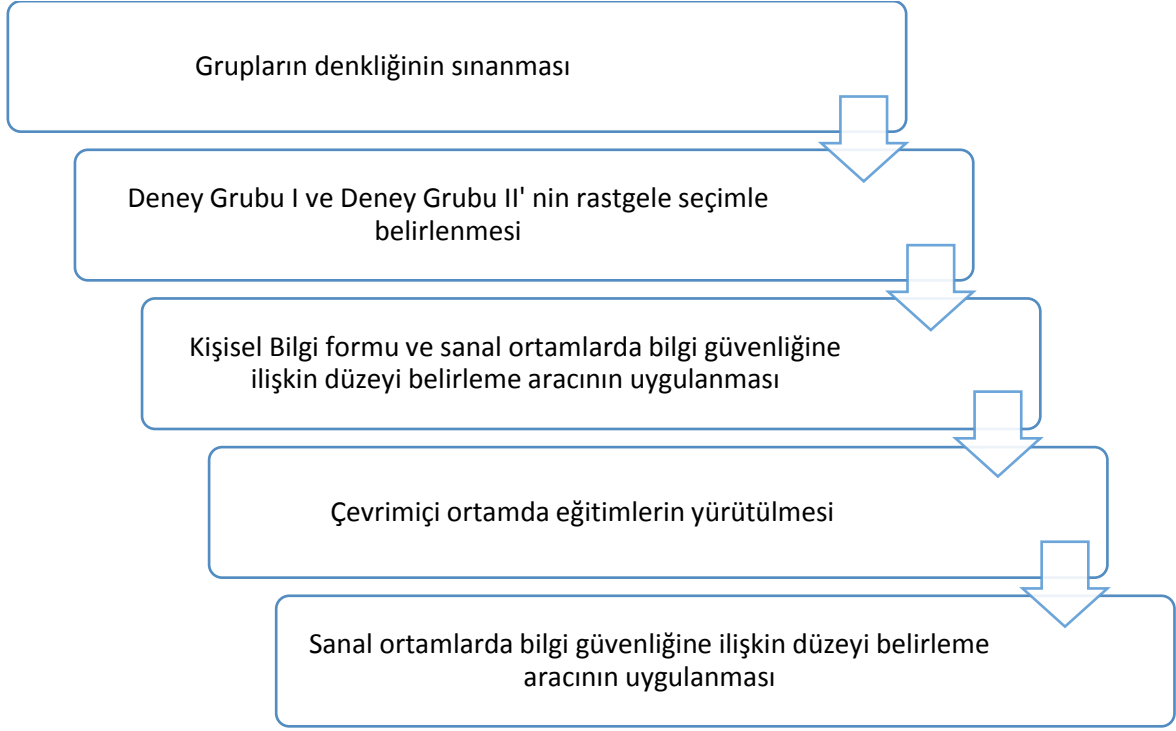 Grupların denkliğinin sınanması
Deney Grubu I ve Deney Grubu II' nin rastgele seçimle
belirlenmesi
Kişisel Bilgi formu ve sanal ortamlarda bilgi güvenliğine
ilişkin düzeyi belirleme aracının uygulanması
Çevrimiçi ortamda eğitimlerin yürütülmesi
Sanal ortamlarda bilgi güvenliğine ilişkin düzeyi belirleme
aracının uygulanması